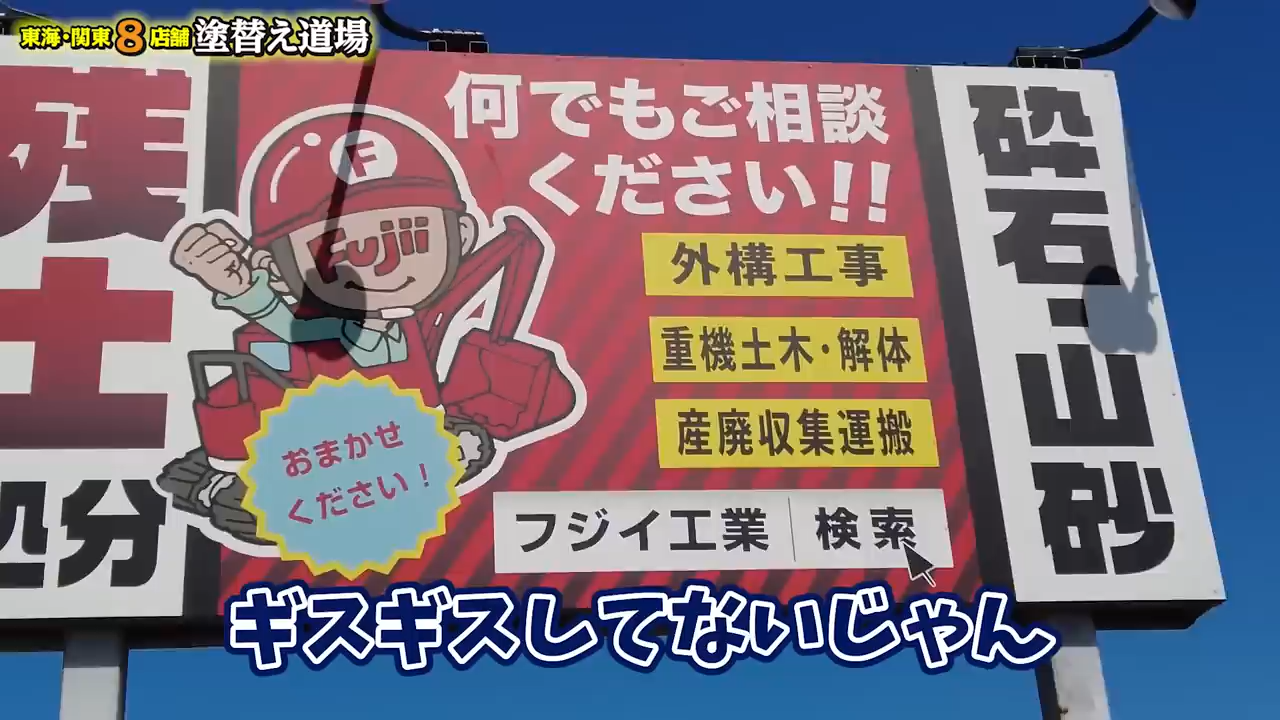 東海・関東8店舗 塗替え道場
残土
処分
何でもご相談
ください!!
F
Fujii
外構工事
重機土木・解体
産廃収集運搬
おまかせ
ください!
フジイ工業 検索
砕石・山砂
ギスギスしてないじゃん